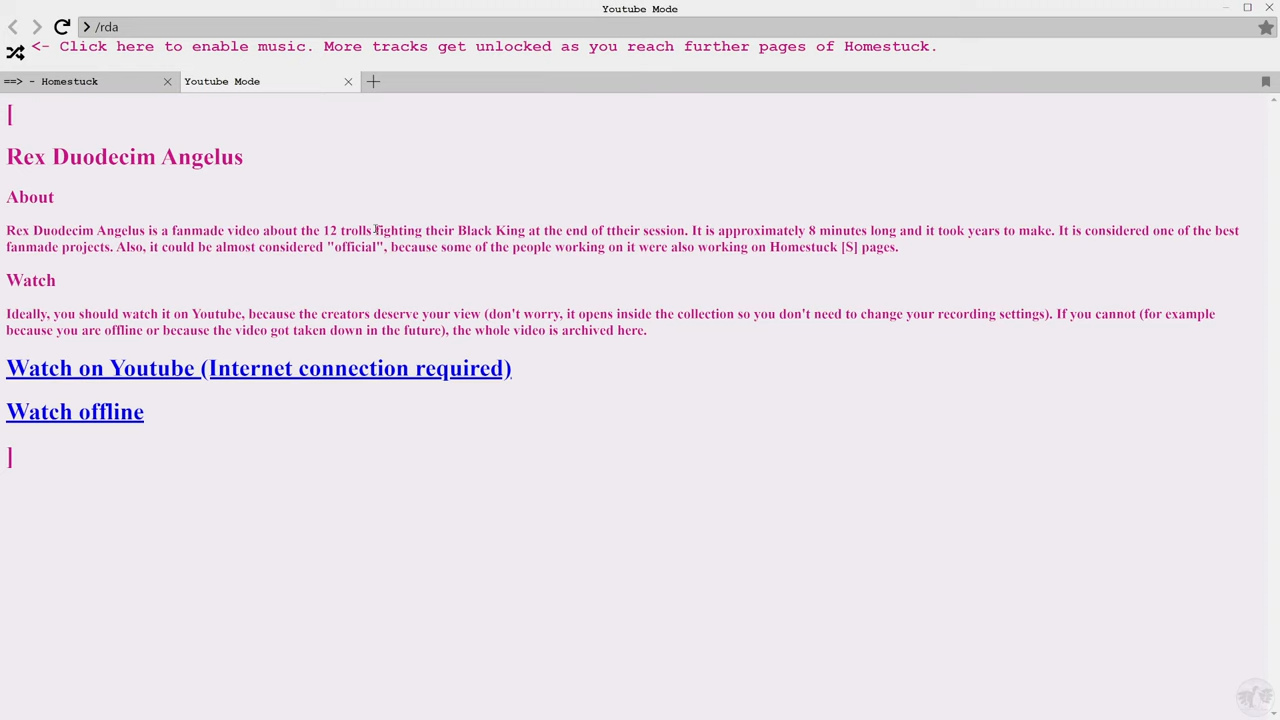 Youtube Mode
/rda
<- Click here to enable music. More tracks get unlocked as you reach further pages of Homestuck.
==> - Homestuck
Youtube Mode
[
Rex Duodecim Angelus
About
Rex Duodecim Angelus is a fanmade video about the 12 trolls fighting their Black King at the end of ttheir session. It is approximately 8 minutes long and it took years to make. It is considered one of the best
fanmade projects. Also, it could be almost considered "official", because some of the people working on it were also working on Homestuck [S] pages.
Watch
Ideally, you should watch it on Youtube, because the creators deserve your view (don't worry, it opens inside the collection so you don't need to change your recording settings). If you cannot (for example
because you are offline or because the video got taken down in the future), the whole video is archived here.
Watch on Youtube (Internet connection required)
Watch offline
]